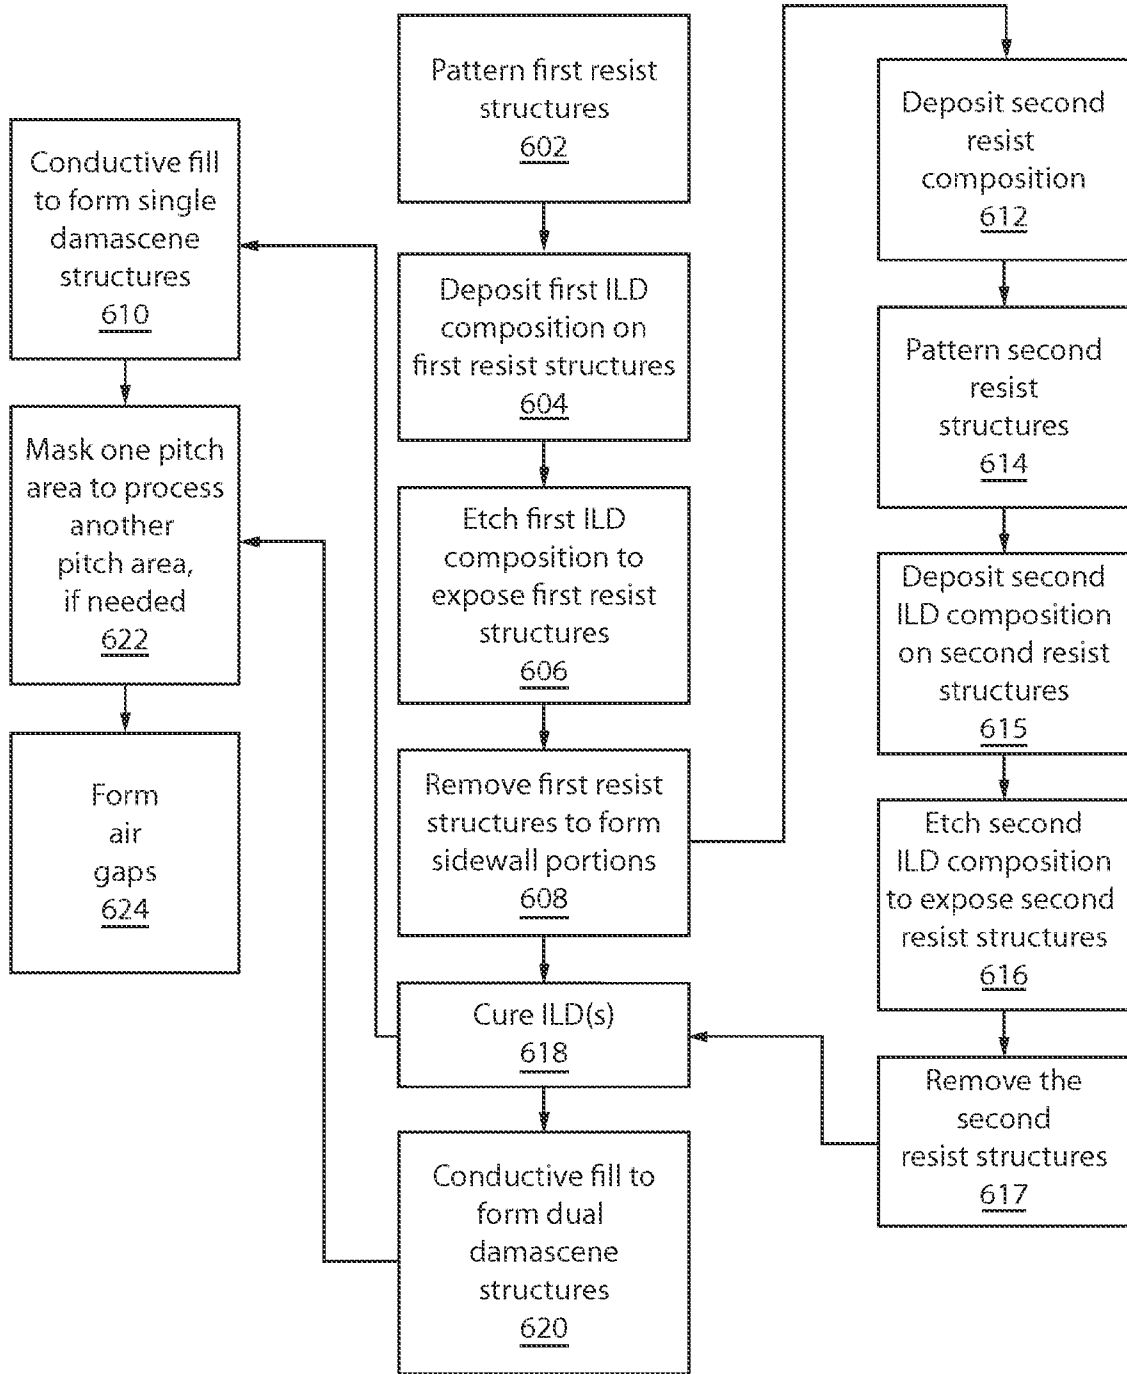 Pattern first resist
structures
602
Deposit first ILD
composition on
first resist structures
604
Etch first ILD
composition to
expose first resist
structures
606
Remove first resist
structures to form
sidewall portions
608
Cure ILD(s)
618
Conductive fill to
form dual
damascene
structures
620
Conductive fill
to form single
damascene
structures
610
Mask one pitch
area to process
another
pitch area,
if needed
622
Form
air
gaps
624
Deposit second
resist
composition
612
Pattern second
resist
structures
614
Deposit second
ILD composition
on second resist
structures
615
Etch second
ILD composition
to expose second
resist structures
616
Remove the
second
resist structures
617